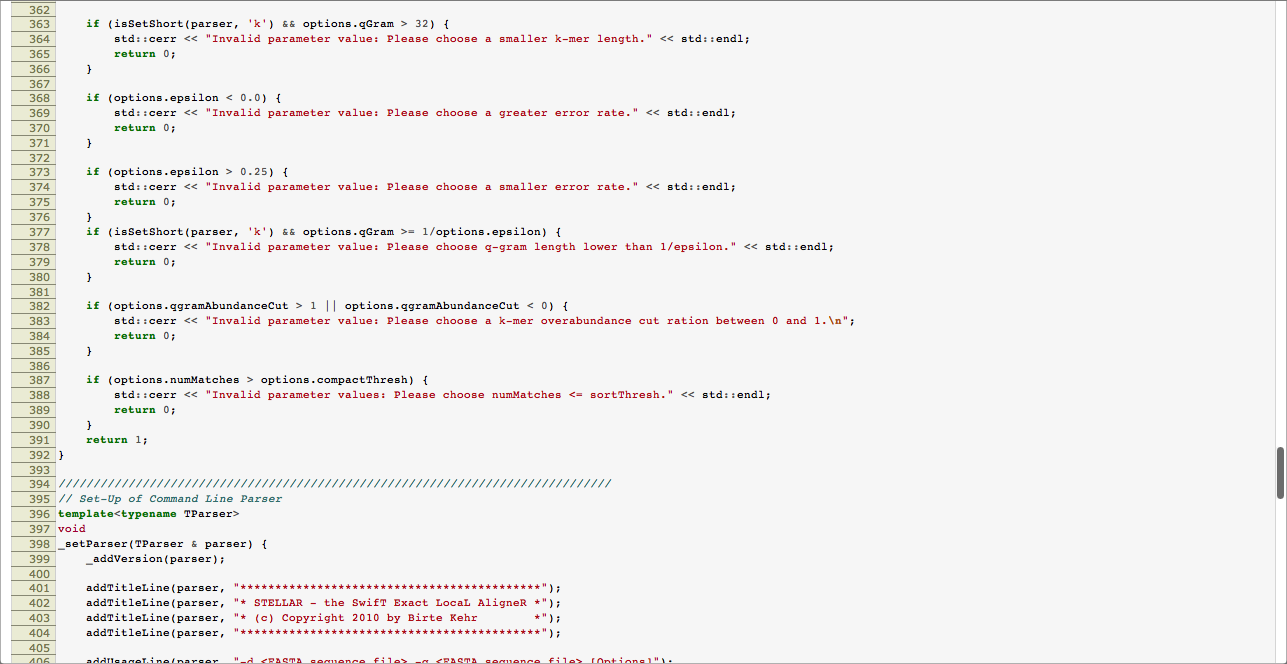 362
363 if (isSetShort(parser, 'k') && options.qGram > 32) {
364 std::cerr << "Invalid parameter value: Please choose a smaller k-mer length." << std::endl;
365 return 0;
366 }
367
368 if (options.epsilon < 0.0) {
369 std::cerr << "Invalid parameter value: Please choose a greater error rate." << std::endl;
370 return 0;
371 }
372
373 if (options.epsilon > 0.25) {
374 std::cerr << "Invalid parameter value: Please choose a smaller error rate." << std::endl;
375 return 0;
376 }
377 if (isSetShort(parser, 'k') && options.qGram >= 1/options.epsilon) {
378 std::cerr << "Invalid parameter value: Please choose q-gram length lower than 1/epsilon." << std::endl;
379 return 0;
380 }
381
382 if (options.qgramAbundanceCut > 1 || options.qgramAbundanceCut < 0) {
383 std::cerr << "Invalid parameter value: Please choose a k-mer overabundance cut ration between 0 and 1.\n";
384 return 0;
385 }
386
387 if (options.numMatches > options.compactThresh) {
388 std::cerr << "Invalid parameter values: Please choose numMatches <= sortThresh." << std::endl;
389 return 0;
390 }
391 return 1;
392 }
393
394 ///////////////////////////////////////////////////////////////////////////////
395 // Set-Up of Command Line Parser
396 template<typename TParser>
397 void
398 _setParser(TParser & parser) {
399 _addVersion(parser);
400
401 addTitleLine(parser, "*******************************************");
402 addTitleLine(parser, "* STELLAR - the SwifT Exact LocaL AligneR *");
403 addTitleLine(parser, "* (c) Copyright 2010 by Birte Kehr        *");
404 addTitleLine(parser, "*******************************************");
405
406 addUsageLine(parser, "-d <FASTA sequence file> -q <FASTA sequence file> [Options]");